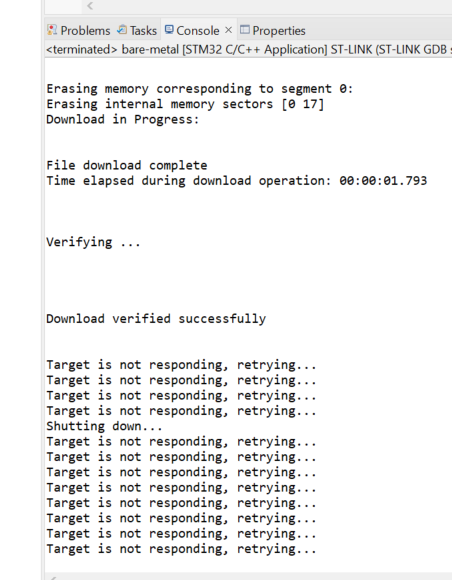 Problems Tasks Console × Properties
<terminated> bare-metal [STM32 C/C++ Application] ST-LINK (ST-LINK GDB s
Erasing memory corresponding to segment 0:
Erasing internal memory sectors [0 17]
Download in Progress:
File download complete
Time elapsed during download operation: 00:00:01.793
Verifying ...
Download verified successfully
Target is not responding, retrying...
Target is not responding, retrying...
Target is not responding, retrying...
Target is not responding, retrying...
Shutting down...
Target is not responding, retrying...
Target is not responding, retrying...
Target is not responding, retrying...
Target is not responding, retrying...
Target is not responding, retrying...
Target is not responding, retrying...
Target is not responding, retrying...
Target is not responding, retrying...